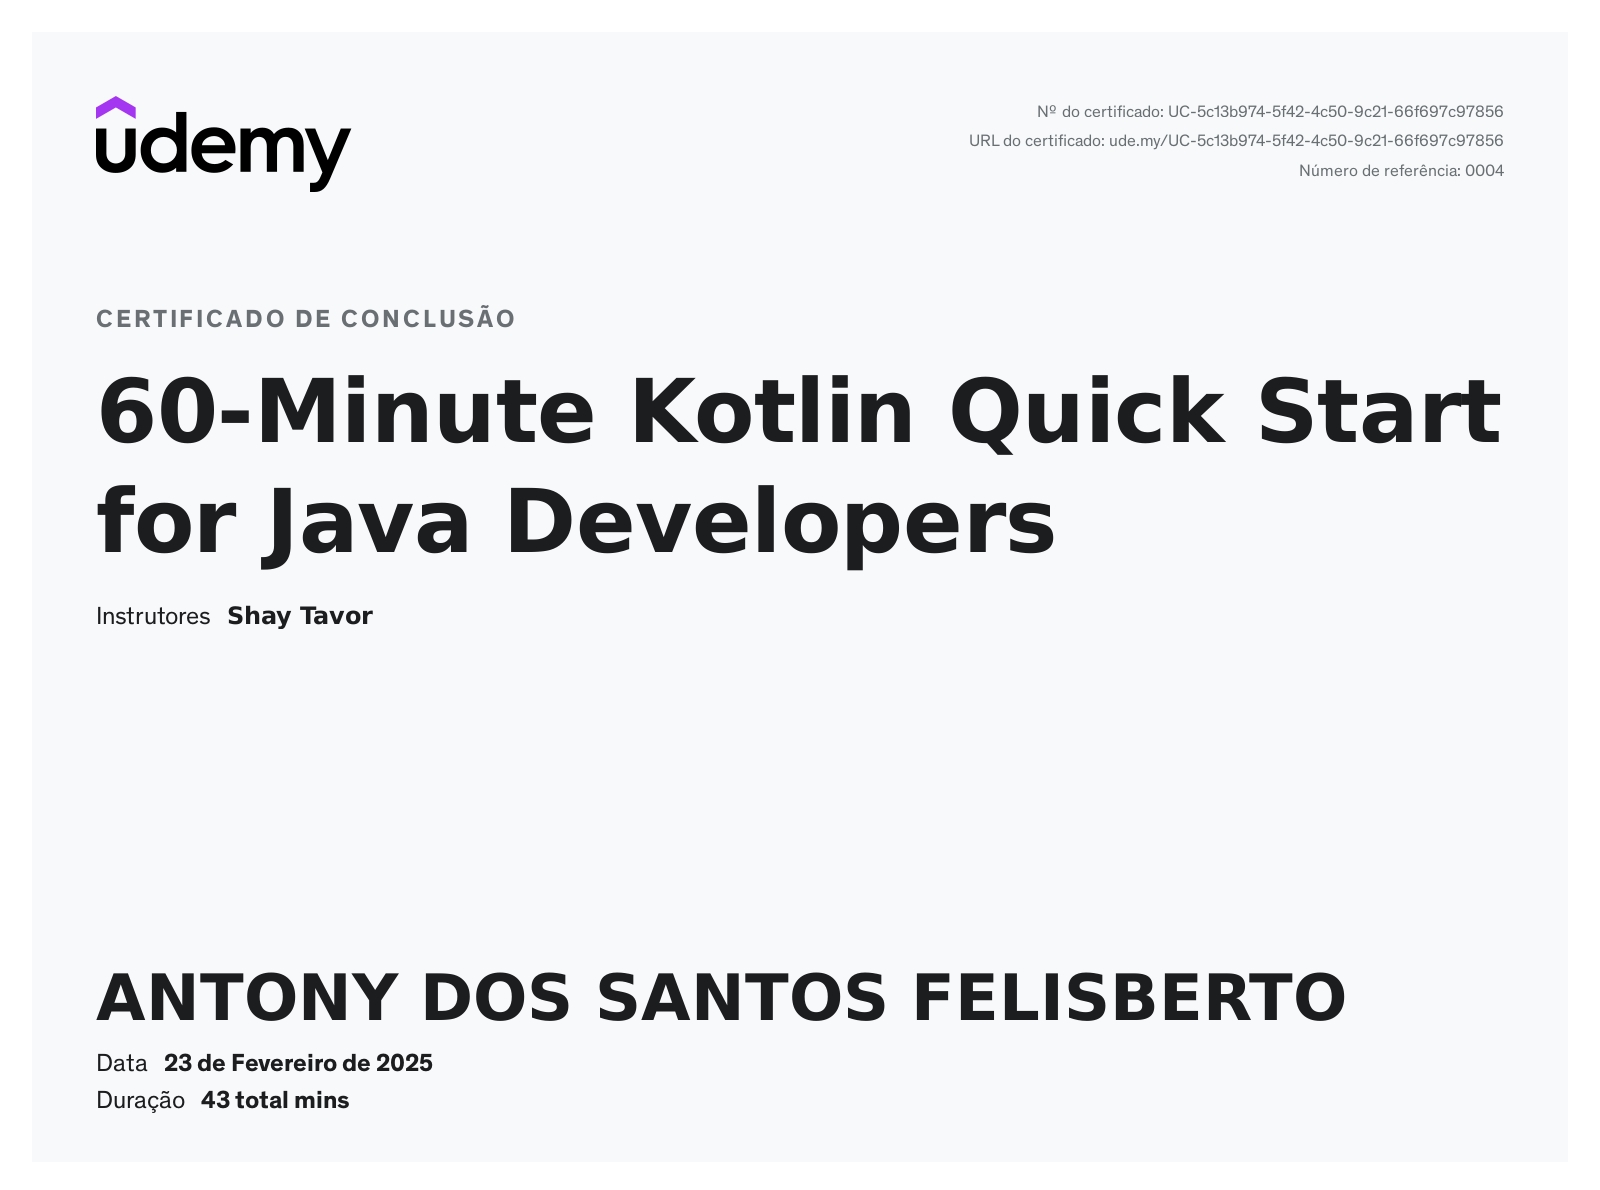 udemy
Nº do certificado: UC-5c13b974-5f42-4c50-9c21-66f697c97856
URL do certificado: ude.my/UC-5c13b974-5f42-4c50-9c21-66f697c97856
Número de referência: 0004
CERTIFICADO DE CONCLUSÃO
60-Minute Kotlin Quick Start
for Java Developers
Instrutores Shay Tavor
ANTONY DOS SANTOS FELISBERTO
Data 23 de Fevereiro de 2025
Duração 43 total mins